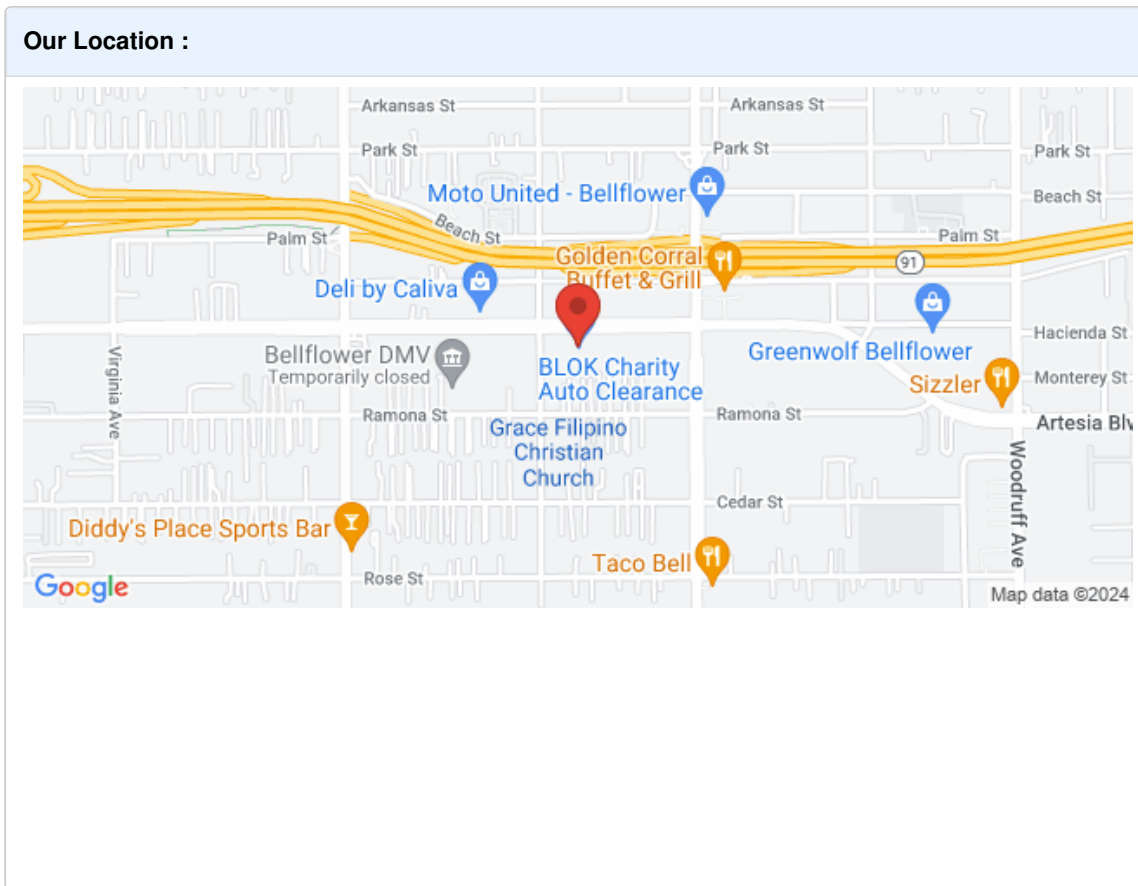 Our Location :
Arkansas St
Arkansas St
Park St
Park St
Park St
Moto United - Bellflower
Beach St
Beach St
Palm St
Palm St
Golden Corral
Buffet & Grill
91
Deli by Caliva
Hacienda St
Bellflower DMV
Temporarily closed
Greenwolf Bellflower
BLOK Charity
Auto Clearance
Virginia Ave
Sizzler
Monterey St
Ramona St
Ramona St
Artesia Blv
Grace Filipino
Christian
Church
Woodruff Ave
Cedar St
Diddy's Place Sports Bar
Taco Bell
Rose St
Google
Map data ©2024